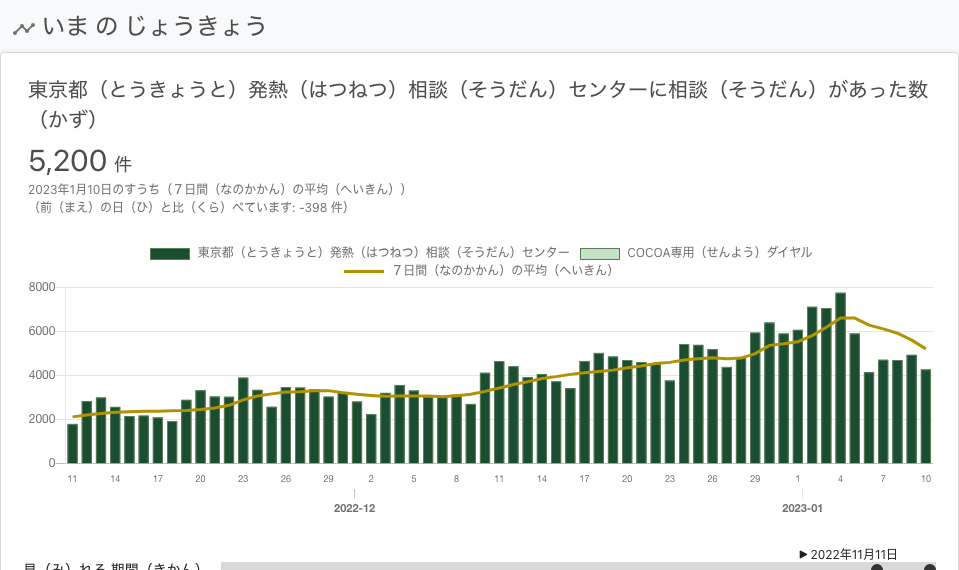 いま の じょうきょう
東京都（とうきょうと）発熱（はつねつ）相談（そうだん）センターに相談（そうだん）があった数
（かず）
5,200 件
2023年1月10日のすうち（７日間（なのかかん）の平均（へいきん））
（前（まえ）の日（ひ）と比（くら）べています: -398 件）
東京都（とうきょうと）発熱（はつねつ）相談（そうだん）センター COCOA専用（せんよう）ダイヤル
７日間（なのかかん）の平均（へいきん）
8000
6000
4000
2000
0
11 14 17 20 23 26 29 2 5 8 11 14 17 20 23 26 29 1 4 7 10
2022-12 2023-01
▶ 2022年11月11日
見（み）れる 期間（きかん）